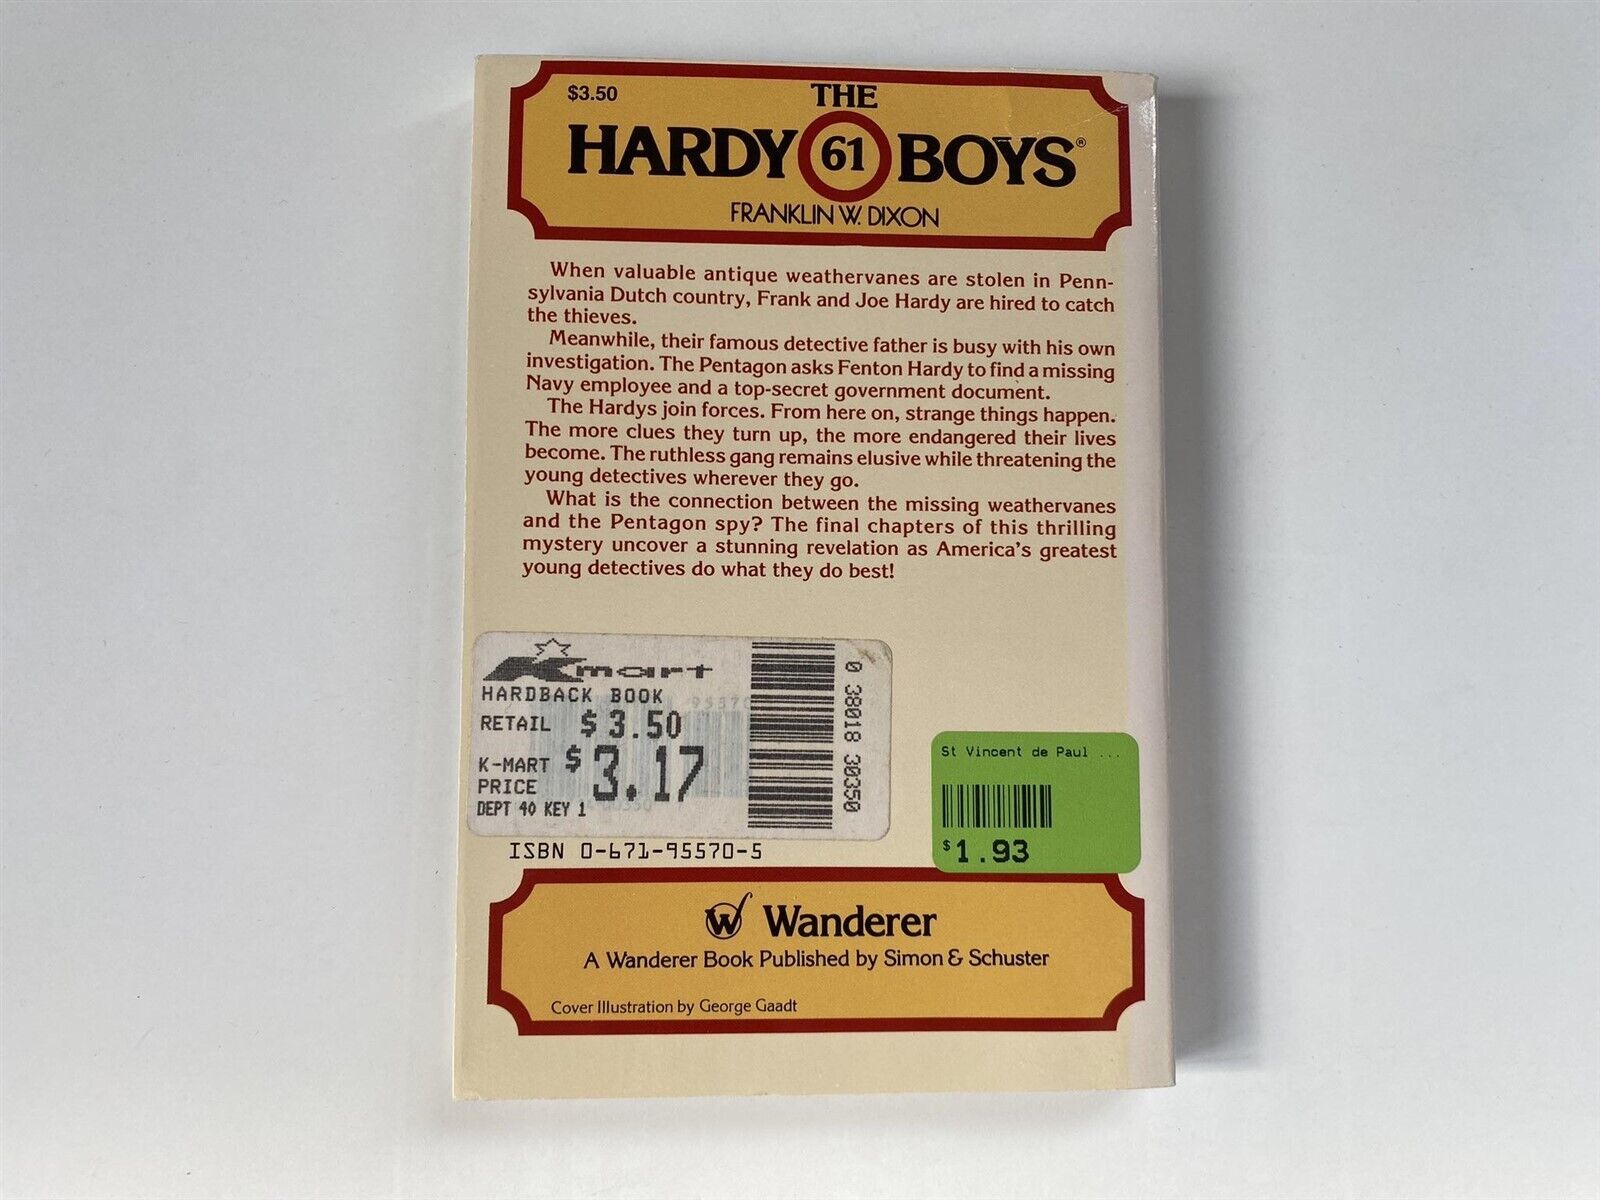 $3.50
THE
HARDY 61 BOYS®
FRANKLIN W. DIXON
When valuable antique weathervanes are stolen in Penn-
sylvania Dutch country, Frank and Joe Hardy are hired to catch
the thieves.
Meanwhile, their famous detective father is busy with his own
investigation. The Pentagon asks Fenton Hardy to find a missing
Navy employee and a top-secret government document.
The Hardys join forces. From here on, strange things happen.
The more clues they turn up, the more endangered their lives
become. The ruthless gang remains elusive while threatening the
young detectives wherever they go.
What is the connection between the missing weathervanes
and the Pentagon spy? The final chapters of this thrilling
mystery uncover a stunning revelation as America's greatest
young detectives do what they do best!
Kmart
HARDBACK BOOK
RETAIL $3.50
K-MART PRICE $3.17
DEPT 40 KEY 1
0 38018 30350
St Vincent de Paul ...
$1.93
ISBN 0-671-95570-5
W Wanderer
A Wanderer Book Published by Simon & Schuster
Cover Illustration by George Gaadt